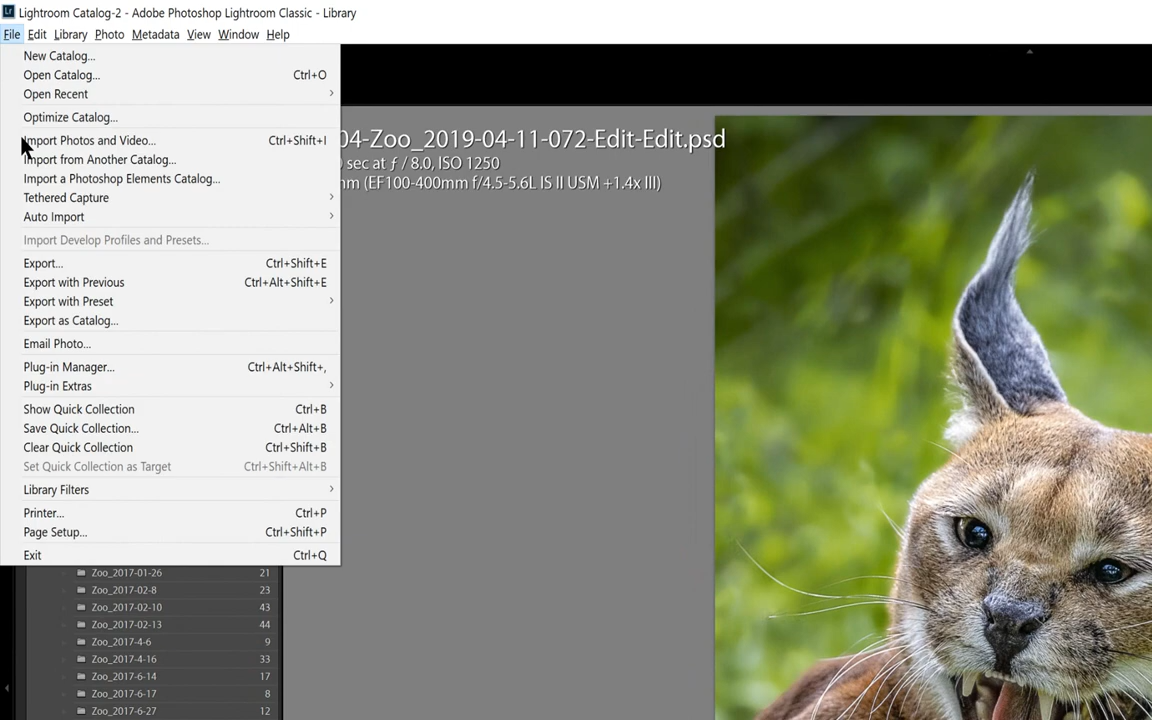 Lr Lightroom Catalog-2 - Adobe Photoshop Lightroom Classic - Library
File Edit Library Photo Metadata View Window Help
New Catalog...
Open Catalog... Ctrl+O
Open Recent
Optimize Catalog...
Import Photos and Video... Ctrl+Shift+I
Import from Another Catalog...
Import a Photoshop Elements Catalog...
Tethered Capture
Auto Import
Import Develop Profiles and Presets...
Export... Ctrl+Shift+E
Export with Previous Ctrl+Alt+Shift+E
Export with Preset
Export as Catalog...
Email Photo...
Plug-in Manager... Ctrl+Alt+Shift+,
Plug-in Extras
Show Quick Collection Ctrl+B
Save Quick Collection... Ctrl+Alt+B
Clear Quick Collection Ctrl+Shift+B
Set Quick Collection as Target Ctrl+Shift+Alt+B
Library Filters
Printer... Ctrl+P
Page Setup... Ctrl+Shift+P
Exit Ctrl+Q
04-Zoo_2019-04-11-072-Edit-Edit.psd
sec at ƒ / 8.0, ISO 1250
(EF100-400mm f/4.5-5.6L IS II USM +1.4x III)
Zoo_2017-01-26 21
Zoo_2017-02-8 23
Zoo_2017-02-10 43
Zoo_2017-02-13 44
Zoo_2017-4-6 9
Zoo_2017-4-16 33
Zoo_2017-6-14 17
Zoo_2017-6-17 8
Zoo_2017-6-27 12